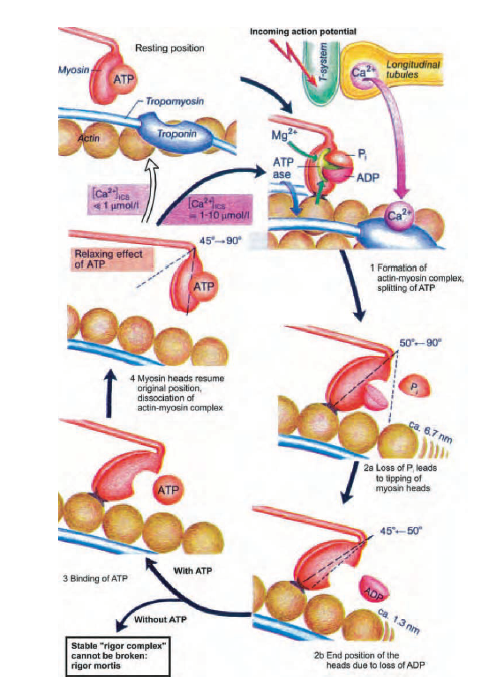 Resting position
Myosin
ATP
Tropomyosin
Actin
Troponin
Incoming action potential
T-system
Ca2+
Longitudinal
tubules
Mg2+
ATP
ase
Pi
ADP
Ca2+
[Ca2+]ICS
< 1 µmol/l
[Ca2+]ICS
= 1-10 µmol/l
Relaxing effect
of ATP
45°→90°
ATP
1 Formation of
actin-myosin complex,
splitting of ATP
50°←90°
Pi
ca. 6.7 nm
2a Loss of Pi leads
to tipping of
myosin heads
4 Myosin heads resume
original position,
dissociation of
actin-myosin complex
ATP
3 Binding of ATP
With ATP
Without ATP
Stable "rigor complex"
cannot be broken:
rigor mortis
45°←50°
ADP
ca. 1.3 nm
2b End position of the
heads due to loss of ADP